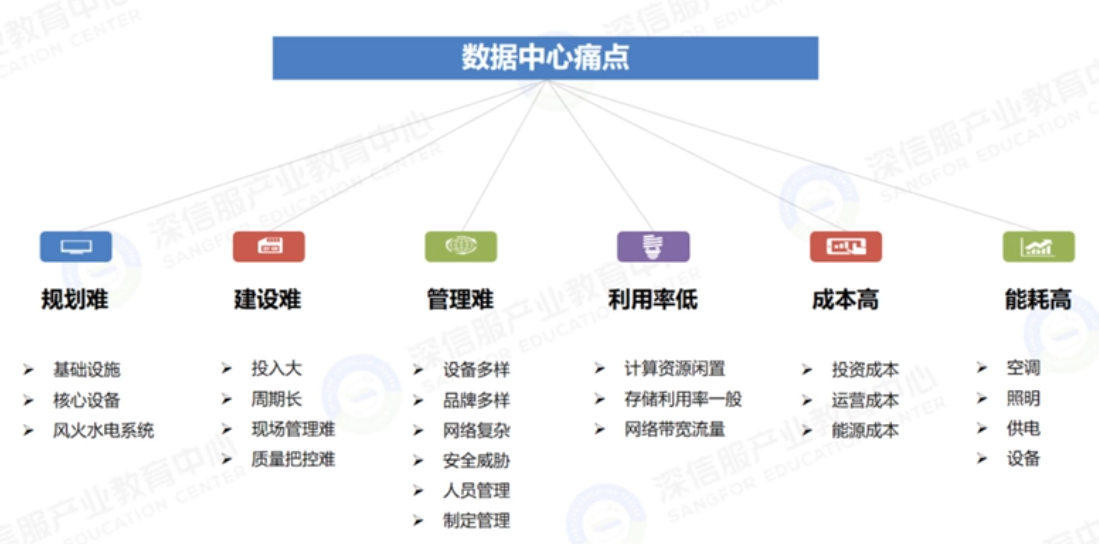 数据中心痛点
规划难
基础设施
核心设备
风火水电系统
建设难
投入大
周期长
现场管理难
质量把控难
管理难
设备多样
品牌多样
网络复杂
安全威胁
人员管理
制定管理
利用率低
计算资源闲置
存储利用率一般
网络带宽流量
成本高
投资成本
运营成本
能源成本
能耗高
空调
照明
供电
设备
深信服产业教育中心
SANGFOR EDUCATION CENTER